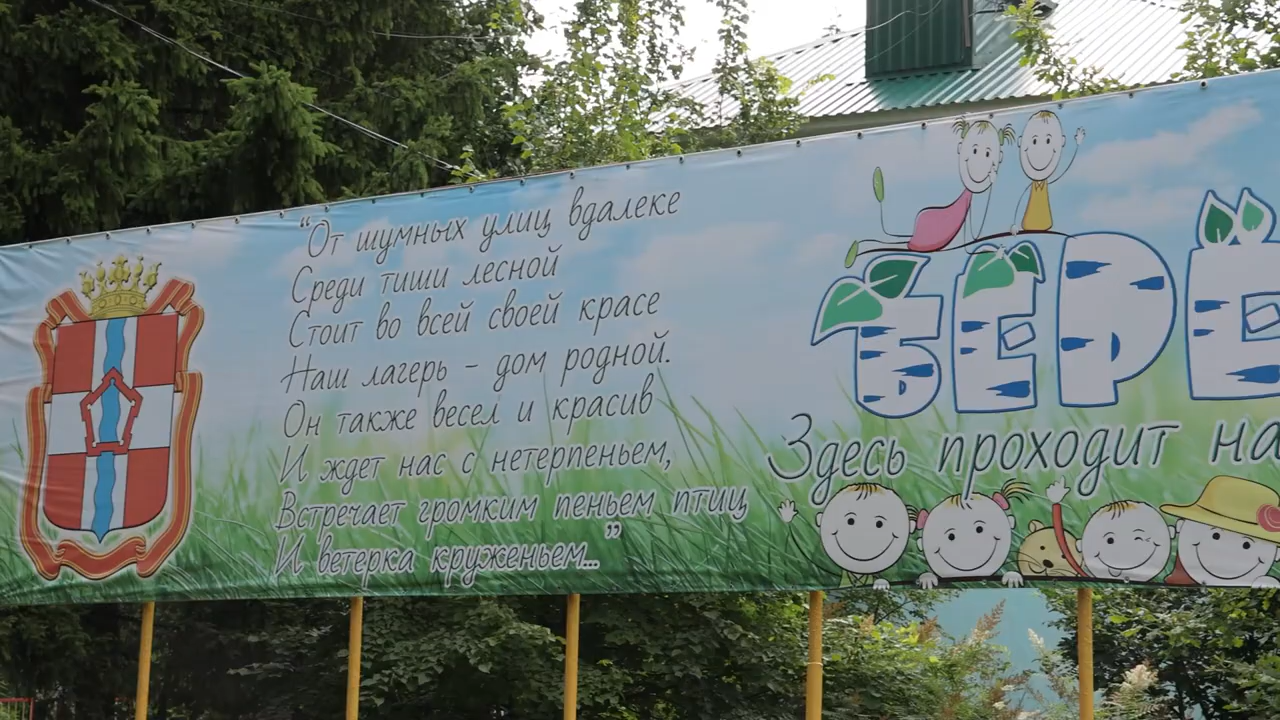 “От шумных улиц вдалеке
Среди тиши лесной
Стоит во всей своей красе
Наш лагерь – дом родной.
Он также весел и красив
И ждет нас с нетерпеньем,
Встречает громким пеньем птиц
И ветерка круженьем...”
БЕРЁ
Здесь проходит на